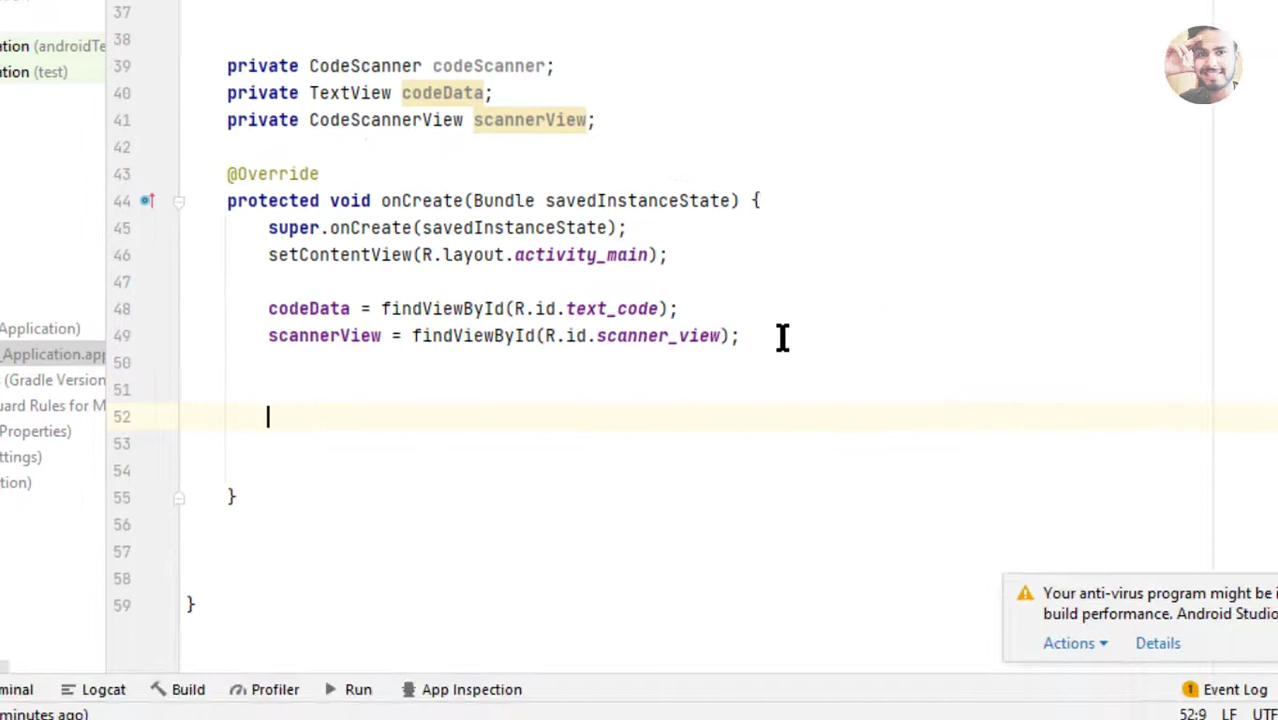 37
ation (androidTe
38
39 private CodeScanner codeScanner;
ation (test)
40 private TextView codeData;
41 private CodeScannerView scannerView;
42
43 @Override
44 protected void onCreate(Bundle savedInstanceState) {
45 super.onCreate(savedInstanceState);
46 setContentView(R.layout.activity_main);
47
48 codeData = findViewById(R.id.text_code);
Application)
49 scannerView = findViewById(R.id.scanner_view);
_Application.app
50
(Gradle Version
51
uard Rules for M
52
Properties)
53
ttings)
54
tion)
55 }
56
57
58
59 }
Your anti-virus program might be i
build performance. Android Studio
Actions Details
minal Logcat Build Profiler Run App Inspection 1 Event Log
minutes ago) 52:9 LF UTF